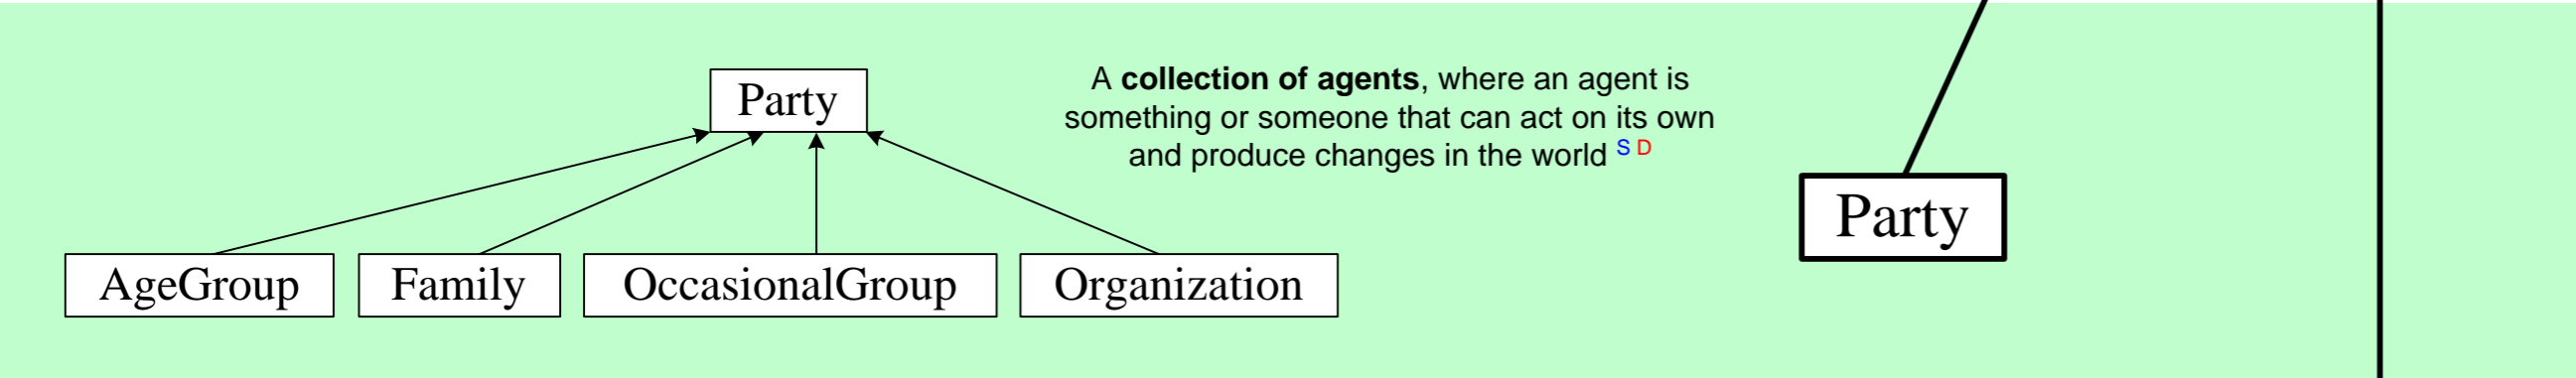 Party
A collection of agents, where an agent is
something or someone that can act on its own
and produce changes in the world S D
Party
AgeGroup
Family
OccasionalGroup
Organization